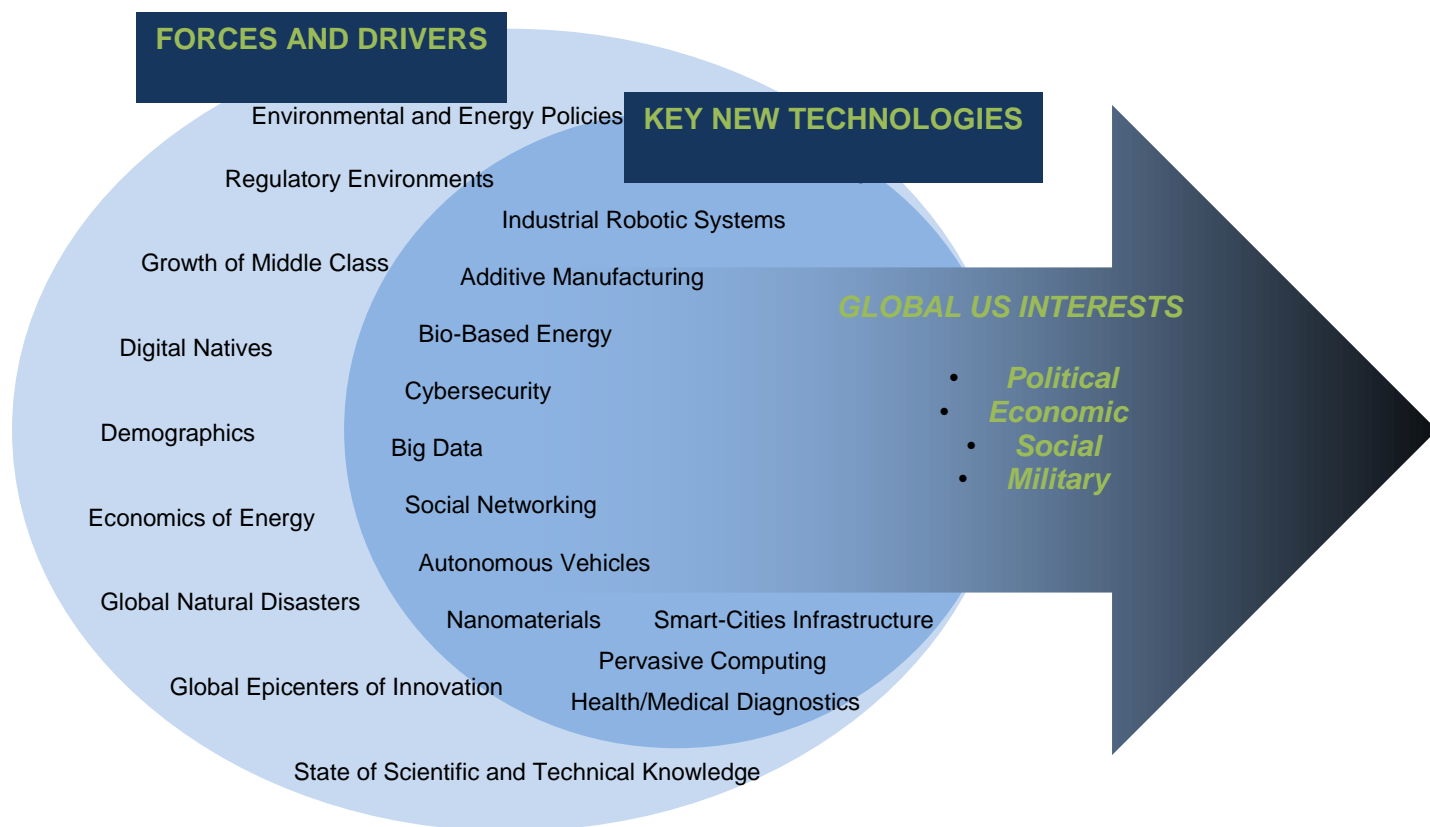 FORCES AND DRIVERS
Environmental and Energy Policies
Regulatory Environments
Growth of Middle Class
Digital Natives
Demographics
Economics of Energy
Global Natural Disasters
Global Epicenters of Innovation
State of Scientific and Technical Knowledge
KEY NEW TECHNOLOGIES
Industrial Robotic Systems
Additive Manufacturing
Bio-Based Energy
Cybersecurity
Big Data
Social Networking
Autonomous Vehicles
Nanomaterials
Smart-Cities Infrastructure
Pervasive Computing
Health/Medical Diagnostics
GLOBAL US INTERESTS
• Political
• Economic
• Social
• Military